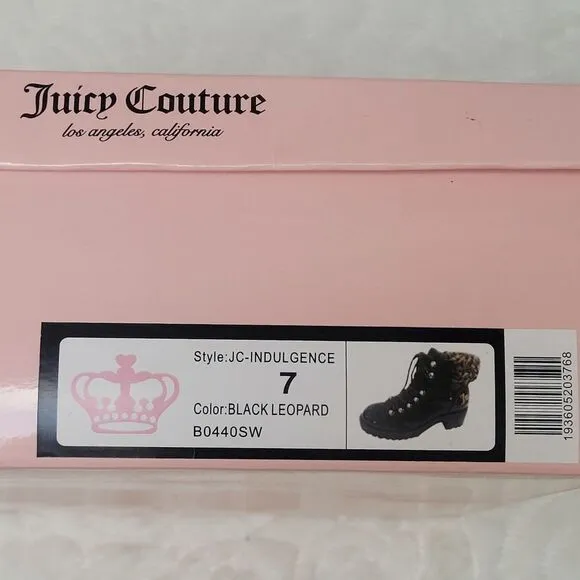 Juicy Couture
los angeles, california
Style:JC-INDULGENCE
7
Color:BLACK LEOPARD
B0440SW
193605203768